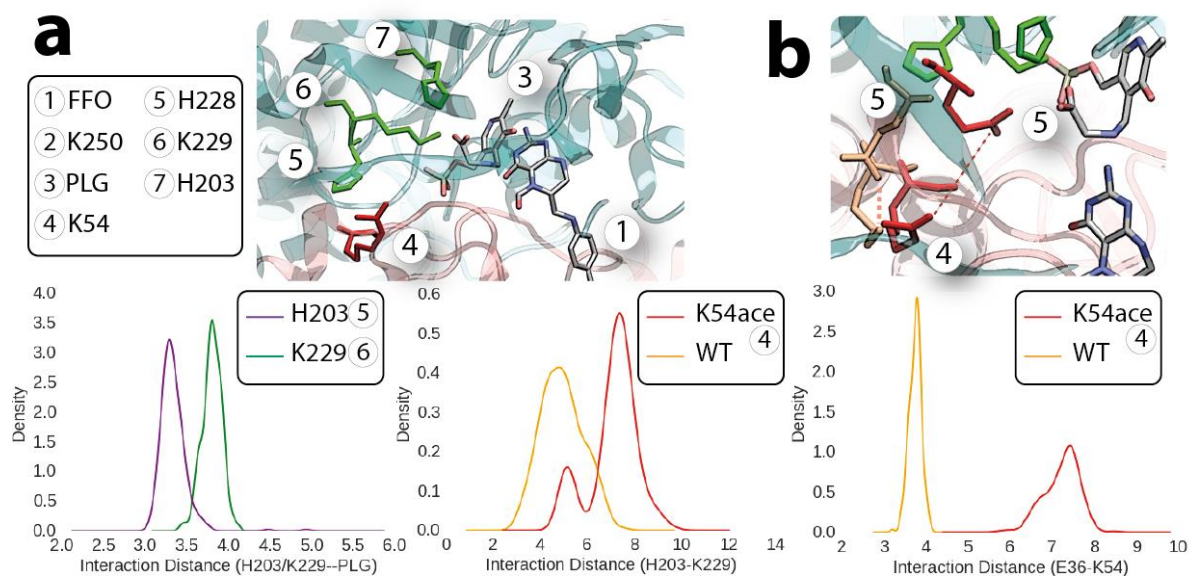 a
b
1 FFO 5 H228
2 K250 6 K229
3 PLG 7 H203
4 K54
7
3
6
5
4
1
5
5
4
4.0
3.5
3.0
2.5
2.0
1.5
1.0
0.5
0.0
Density
H203 5
K229 6
2.0 2.5 3.0 3.5 4.0 4.5 5.0 5.5 6.0
Interaction Distance (H203/K229--PLG)
0.6
0.5
0.4
0.3
0.2
0.1
0.0
Density
K54ace
WT 4
0 2 4 6 8 10 12 14
Interaction Distance (H203-K229)
3.0
2.5
2.0
1.5
1.0
0.5
0.0
Density
K54ace
WT 4
2 3 4 5 6 7 8 9 10
Interaction Distance (E36-K54)